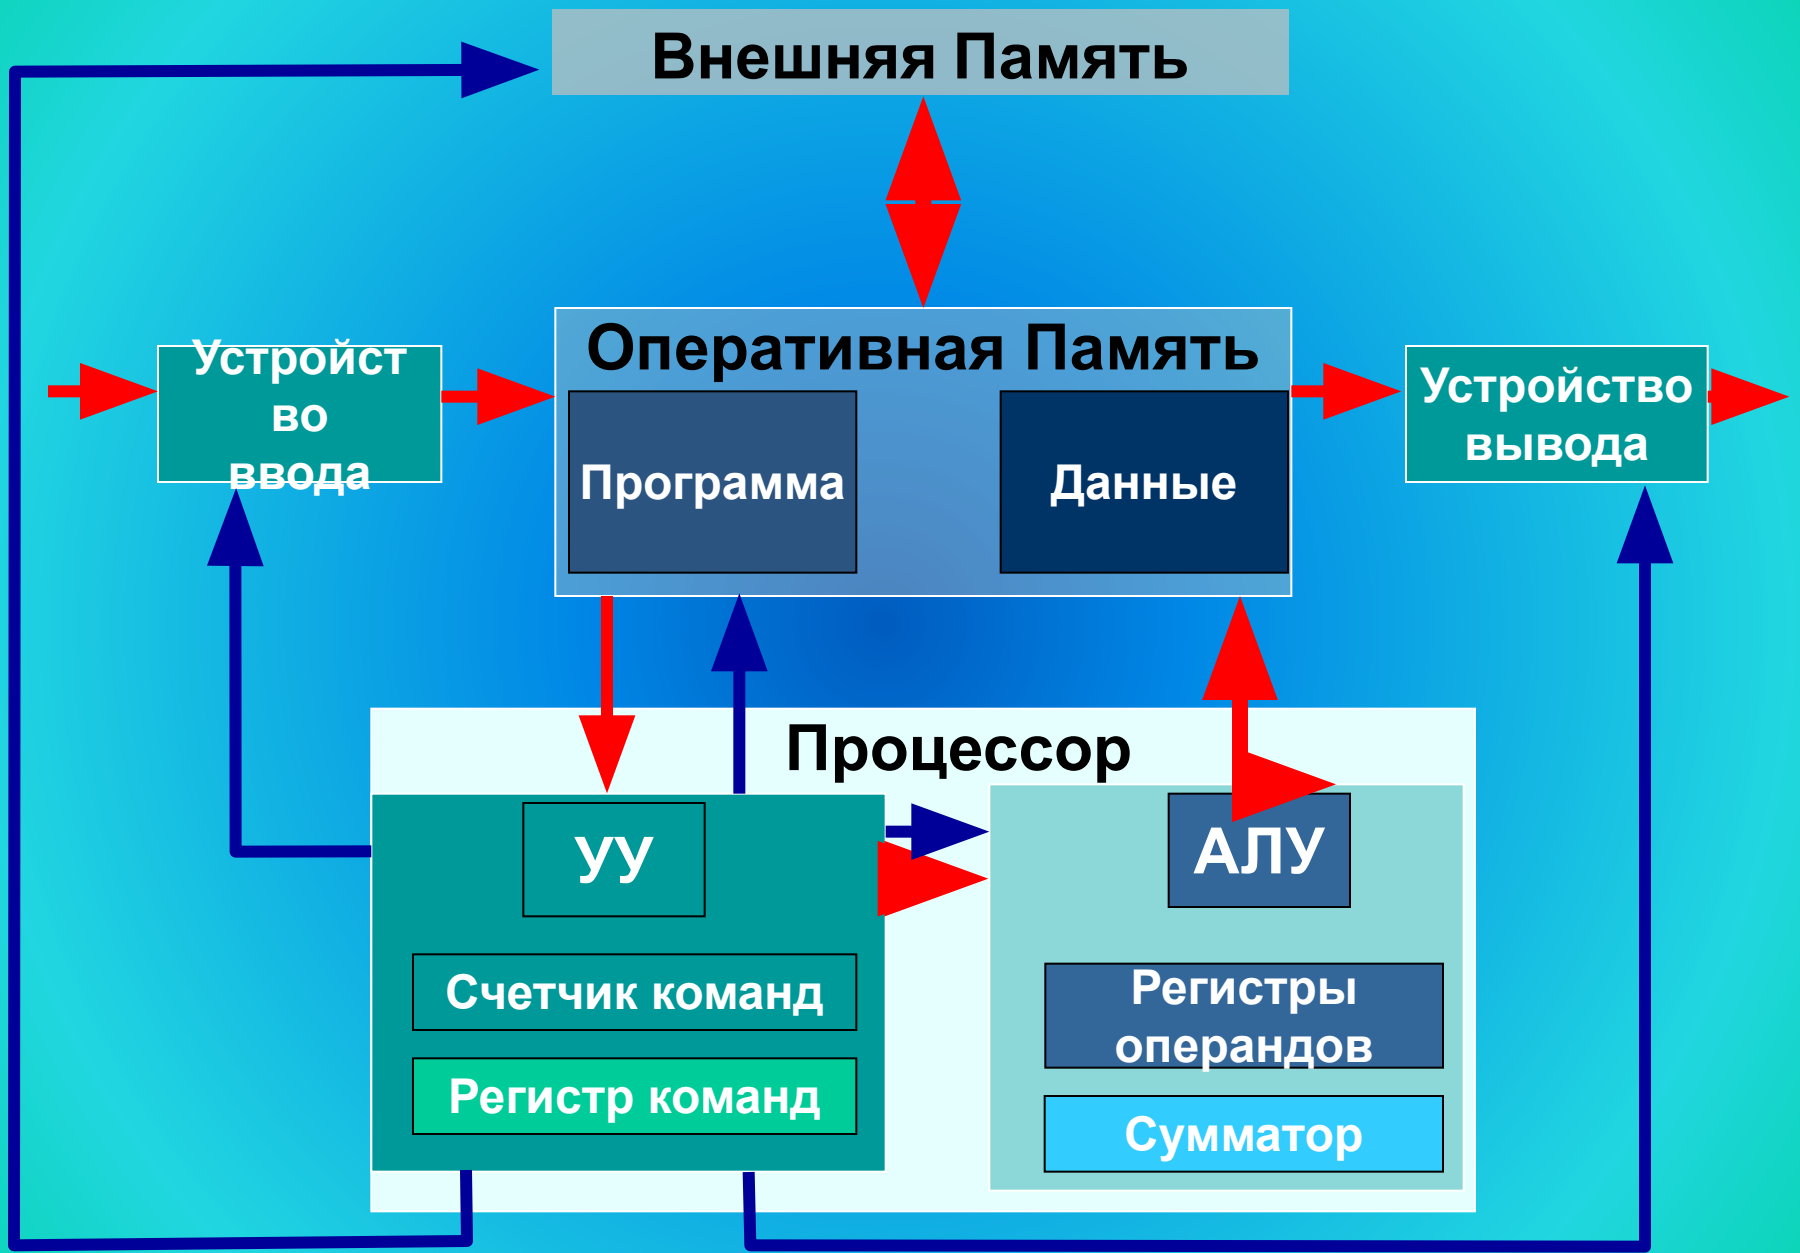 Внешняя Память
Оперативная Память
Устройст
во
ввода
Программа
Данные
Устройство
вывода
Процессор
УУ
Счетчик команд
Регистр команд
АЛУ
Регистры
операндов
Сумматор